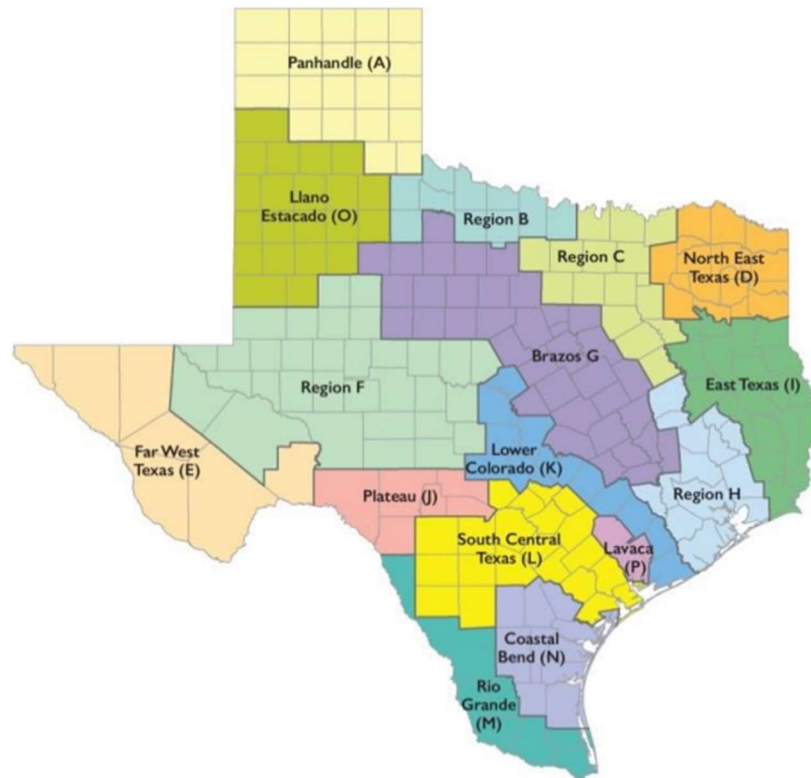 Panhandle (A)
Llano
Estacado (O)
Region B
Region C
North East
Texas (D)
Brazos G
East Texas (I)
Region F
Far West
Texas (E)
Lower
Colorado (K)
Region H
Plateau (J)
South Central
Texas (L)
Lavaca
(P)
Coastal
Bend (N)
Rio
Grande
(M)